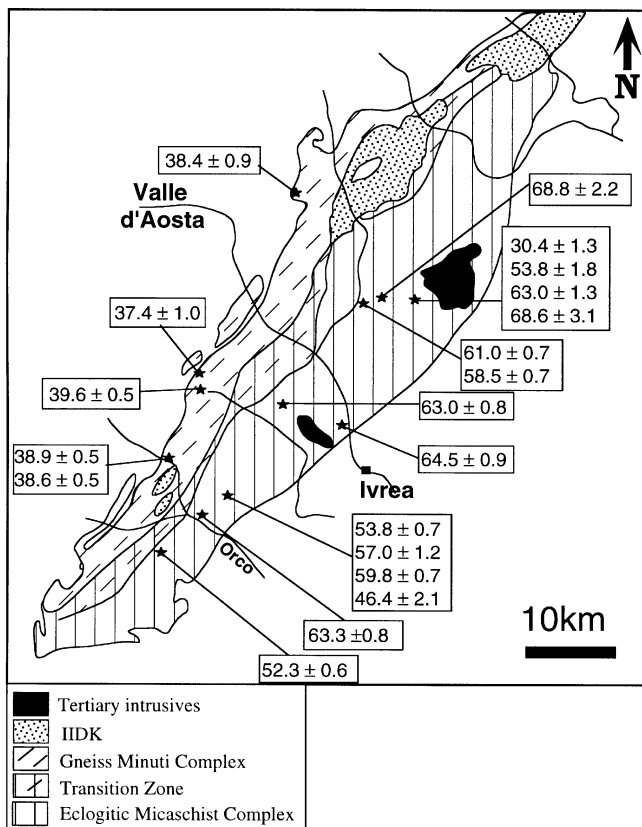 N
38.4 ± 0.9
Valle
d'Aosta
68.8 ± 2.2
30.4 ± 1.3
53.8 ± 1.8
63.0 ± 1.3
68.6 ± 3.1
37.4 ± 1.0
61.0 ± 0.7
58.5 ± 0.7
39.6 ± 0.5
63.0 ± 0.8
38.9 ± 0.5
38.6 ± 0.5
64.5 ± 0.9
Ivrea
53.8 ± 0.7
57.0 ± 1.2
59.8 ± 0.7
46.4 ± 2.1
Orco
10km
63.3 ±0.8
52.3 ± 0.6
Tertiary intrusives
IIDK
Gneiss Minuti Complex
Transition Zone
Eclogitic Micaschist Complex